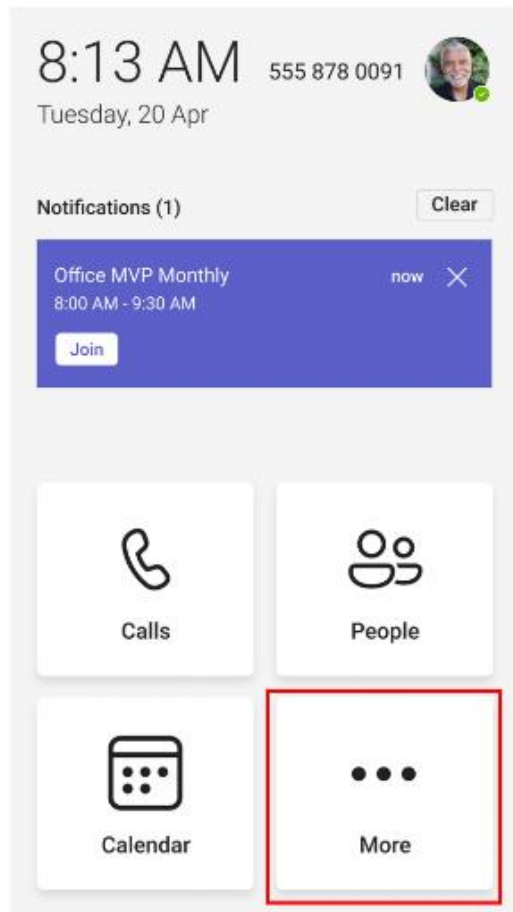 8:13 AM
555 878 0091
Tuesday, 20 Apr
Notifications (1)
Clear
Office MVP Monthly
now
8:00 AM - 9:30 AM
Join
Calls
People
Calendar
More